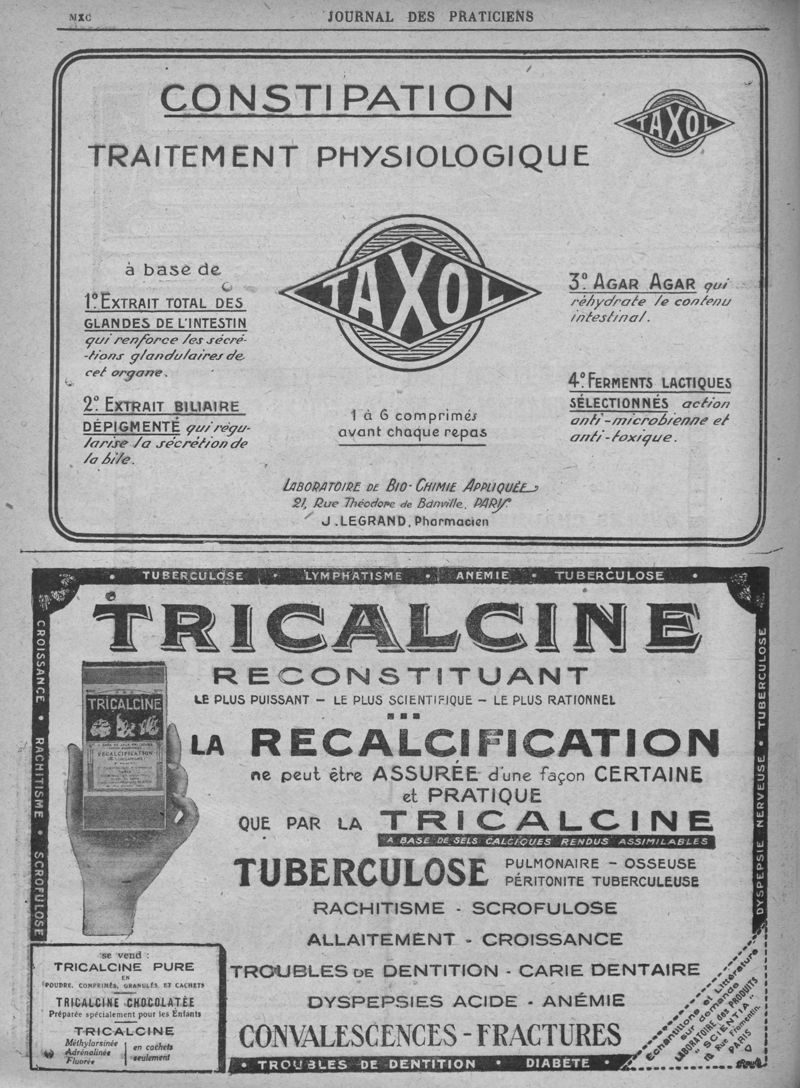 MXC
JOURNAL DES PRATICIENS
CONSTIPATION
TAXOL
TRAITEMENT PHYSIOLOGIQUE
TAXOL
à base de
1º. EXTRAIT TOTAL DES
GLANDES DE L'INTESTIN
qui renforce les sécré-
-tions glandulaires de
cet organe.
2º. EXTRAIT BILIAIRE
DÉPIGMENTÉ qui régu-
larise la sécrétion de
la bile.
3º. AGAR AGAR qui
réhydrate le contenu
intestinal.
4º. FERMENTS LACTIQUES
SÉLECTIONNÉS action
anti-microbienne et
anti-toxique.
1 à 6 comprimés
avant chaque repas
LABORATOIRE DE BIO-CHIMIE APPLIQUÉE
21, Rue Théodore de Banville, PARIS
J. LEGRAND, Pharmacien
• TUBERCULOSE • LYMPHATISME • ANÉMIE • TUBERCULOSE •
CROISSANCE • RACHITISME • SCROFULOSE
TRICALCINE
RECONSTITUANT
LE PLUS PUISSANT – LE PLUS SCIENTIFIQUE – LE PLUS RATIONNEL
TRICALCINE
RECALCIFICATION
LA RECALCIFICATION
ne peut être ASSURÉE d'une façon CERTAINE
et PRATIQUE
QUE PAR LA TRICALCINE
A BASE DE SELS CALCIQUES RENDUS ASSIMILABLES
TUBERCULOSE PULMONAIRE – OSSEUSE
PÉRITONITE TUBERCULEUSE
RACHITISME - SCROFULOSE
ALLAITEMENT - CROISSANCE
TROUBLES DE DENTITION - CARIE DENTAIRE
DYSPEPSIES ACIDE - ANÉMIE
CONVALESCENCES - FRACTURES
DYSPEPSIE NERVEUSE • TUBERCULOSE
se vend :
TRICALCINE PURE
EN
POUDRE, COMPRIMÉS, GRANULÉS, ET CACHETS
TRICALCINE CHOCOLATÉE
Préparée spécialement pour les Enfants
TRICALCINE
Méthylarsinée
Adrénalinée
Fluorée
en cachets
seulement
• TROUBLES DE DENTITION • DIABÈTE •
Echantillons et Littérature
sur demande
LABORATOIRE des PRODUITS
"SCIENTIA"
Rue Fromentin
PARIS